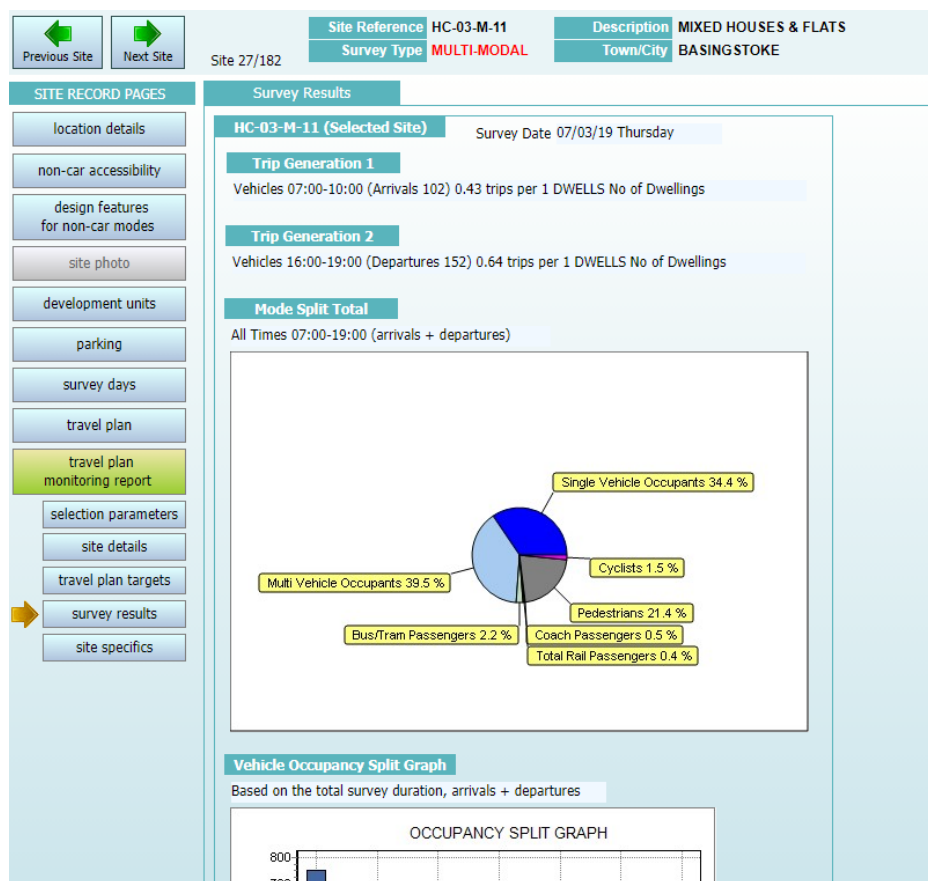 Previous Site
Next Site
Site 27/182
Site Reference HC-03-M-11
Description MIXED HOUSES & FLATS
Survey Type MULTI-MODAL
Town/City BASINGSTOKE
SITE RECORD PAGES
location details
non-car accessibility
design features
for non-car modes
site photo
development units
parking
survey days
travel plan
travel plan
monitoring report
selection parameters
site details
travel plan targets
survey results
site specifics
Survey Results
HC-03-M-11 (Selected Site)
Survey Date 07/03/19 Thursday
Trip Generation 1
Vehicles 07:00-10:00 (Arrivals 102) 0.43 trips per 1 DWELLS No of Dwellings
Trip Generation 2
Vehicles 16:00-19:00 (Departures 152) 0.64 trips per 1 DWELLS No of Dwellings
Mode Split Total
All Times 07:00-19:00 (arrivals + departures)
Single Vehicle Occupants 34.4 %
Cyclists 1.5 %
Multi Vehicle Occupants 39.5 %
Pedestrians 21.4 %
Bus/Tram Passengers 2.2 %
Coach Passengers 0.5 %
Total Rail Passengers 0.4 %
Vehicle Occupancy Split Graph
Based on the total survey duration, arrivals + departures
OCCUPANCY SPLIT GRAPH
800